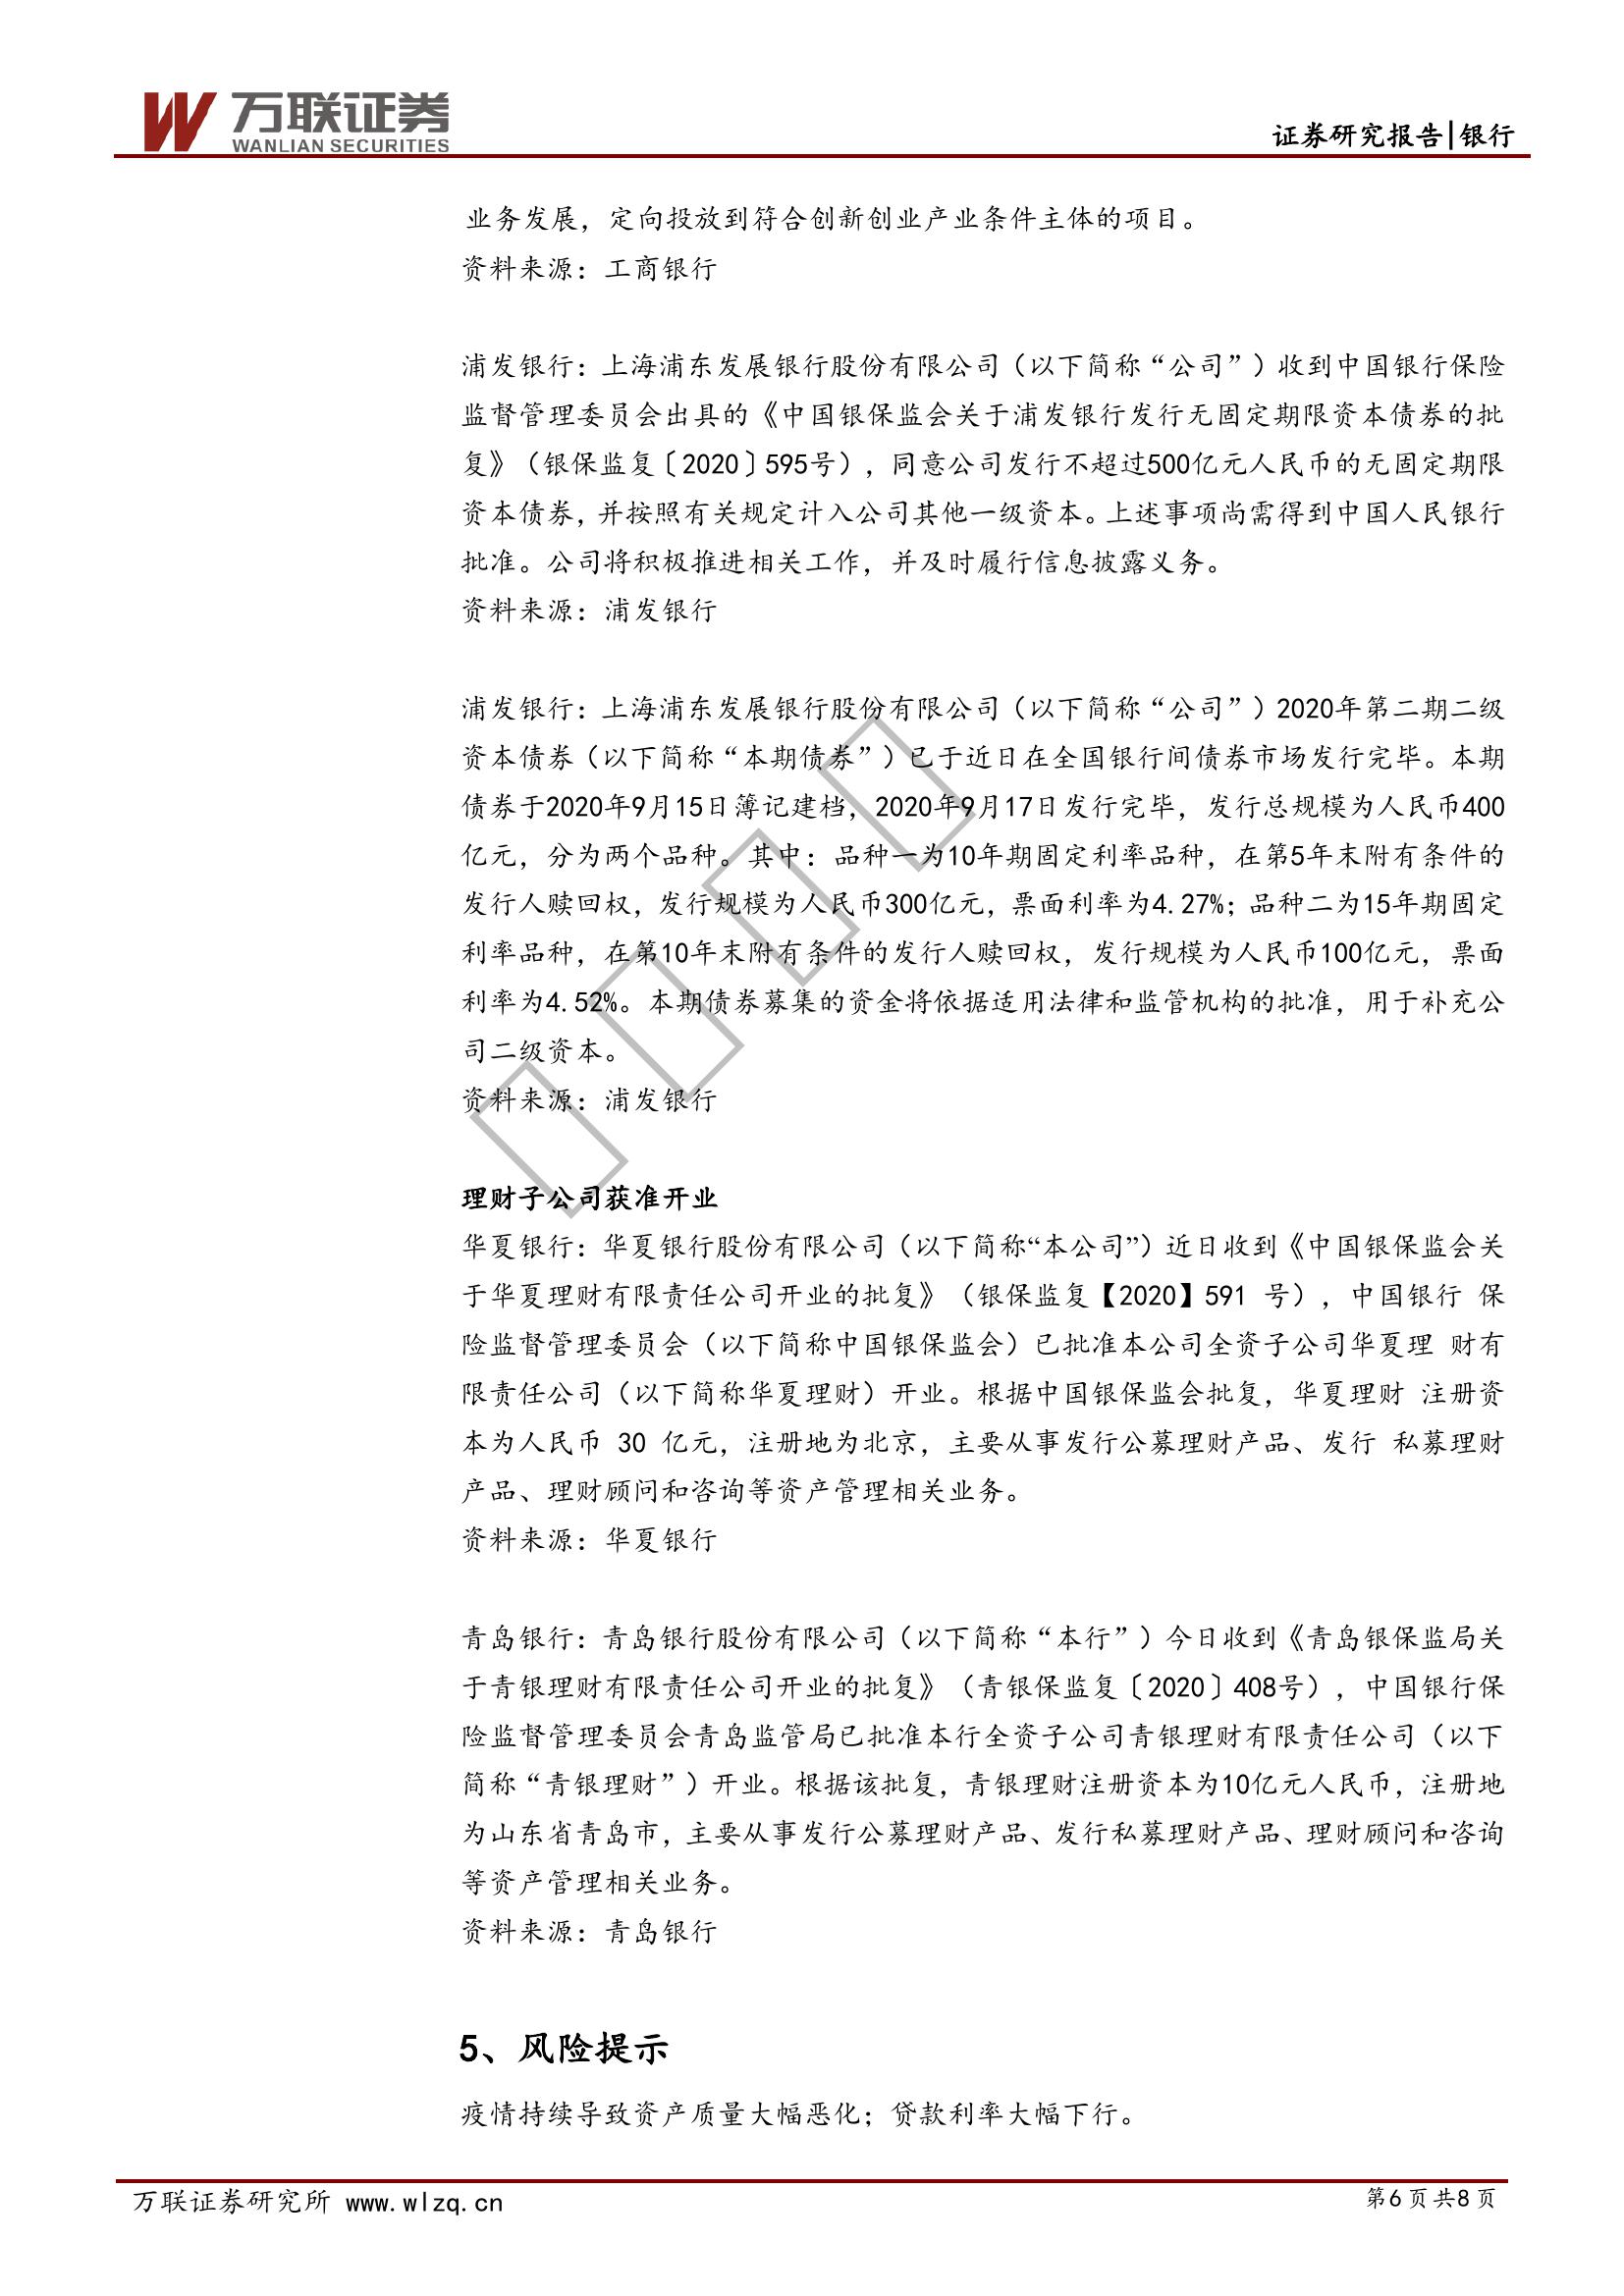 万联证券
WANLIAN SECURITIES
证券研究报告|银行
业务发展，定向投放到符合创新创业产业条件主体的项目。
资料来源：工商银行
浦发银行：上海浦东发展银行股份有限公司（以下简称“公司”）收到中国银行保险
监督管理委员会出具的《中国银保监会关于浦发银行发行无固定期限资本债券的批
复》（银保监复〔2020〕595号），同意公司发行不超过500亿元人民币的无固定期限
资本债券，并按照有关规定计入公司其他一级资本。上述事项尚需得到中国人民银行
批准。公司将积极推进相关工作，并及时履行信息披露义务。
资料来源：浦发银行
浦发银行：上海浦东发展银行股份有限公司（以下简称“公司”）2020年第二期二级
资本债券（以下简称“本期债券”）已于近日在全国银行间债券市场发行完毕。本期
债券于2020年9月15日簿记建档，2020年9月17日发行完毕，发行总规模为人民币400
亿元，分为两个品种。其中：品种一为10年期固定利率品种，在第5年末附有条件的
发行人赎回权，发行规模为人民币300亿元，票面利率为4.27%；品种二为15年期固定
利率品种，在第10年末附有条件的发行人赎回权，发行规模为人民币100亿元，票面
利率为4.52%。本期债券募集的资金将依据适用法律和监管机构的批准，用于补充公
司二级资本。
资料来源：浦发银行
理财子公司获准开业
华夏银行：华夏银行股份有限公司（以下简称“本公司”）近日收到《中国银保监会关
于华夏理财有限责任公司开业的批复》（银保监复【2020】591 号），中国银行 保
险监督管理委员会（以下简称中国银保监会）已批准本公司全资子公司华夏理 财有
限责任公司（以下简称华夏理财）开业。根据中国银保监会批复，华夏理财 注册资
本为人民币 30 亿元，注册地为北京，主要从事发行公募理财产品、发行 私募理财
产品、理财顾问和咨询等资产管理相关业务。
资料来源：华夏银行
青岛银行：青岛银行股份有限公司（以下简称“本行”）今日收到《青岛银保监局关
于青银理财有限责任公司开业的批复》（青银保监复〔2020〕408号），中国银行保
险监督管理委员会青岛监管局已批准本行全资子公司青银理财有限责任公司（以下
简称“青银理财”）开业。根据该批复，青银理财注册资本为10亿元人民币，注册地
为山东省青岛市，主要从事发行公募理财产品、发行私募理财产品、理财顾问和咨询
等资产管理相关业务。
资料来源：青岛银行
5、风险提示
疫情持续导致资产质量大幅恶化；贷款利率大幅下行。
万联证券研究所 www.wlzq.cn
第6页共8页